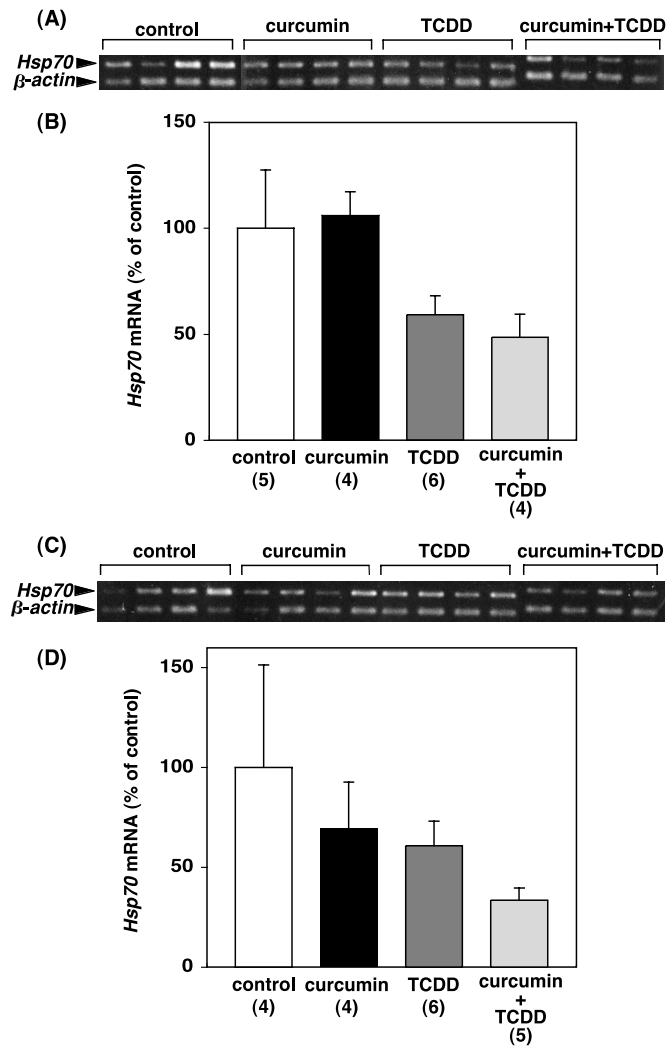 (A)
control curcumin TCDD curcumin+TCDD
Hsp70
β-actin
(B)
150
100
50
0
Hsp70 mRNA (% of control)
control curcumin TCDD curcumin
(5) (4) (6) +
TCDD
(4)
(C)
control curcumin TCDD curcumin+TCDD
Hsp70
β-actin
(D)
150
100
50
0
Hsp70 mRNA (% of control)
control curcumin TCDD curcumin
(4) (4) (6) +
TCDD
(5)